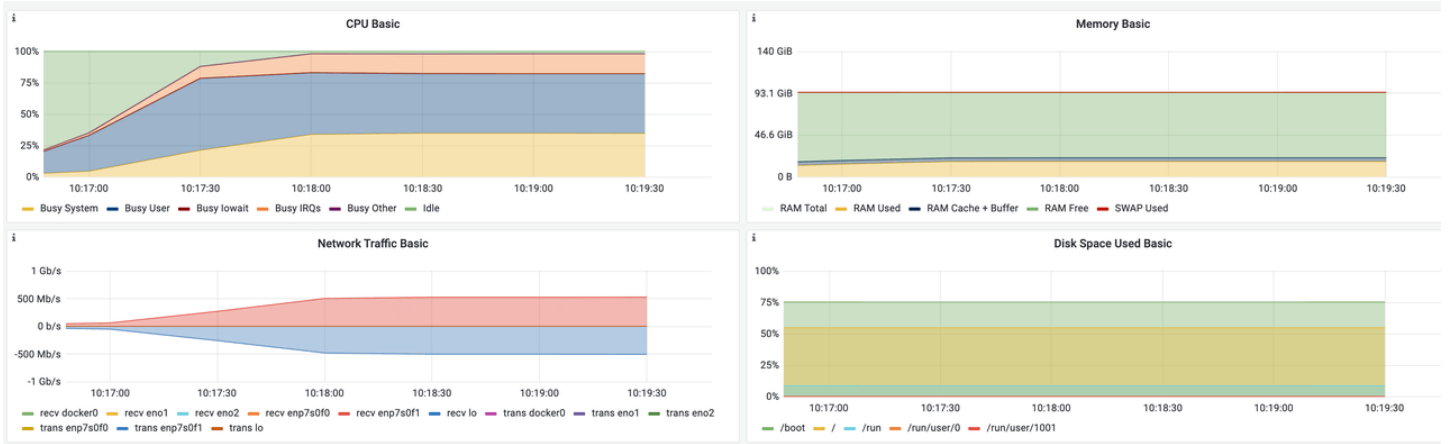 CPU Basic
100%
75%
50%
25%
0%
10:17:00 10:17:30 10:18:00 10:18:30 10:19:00 10:19:30
Busy System Busy User Busy Iowait Busy IRQs Busy Other Idle
Memory Basic
140 GiB
93.1 GiB
46.6 GiB
0 B
10:17:00 10:17:30 10:18:00 10:18:30 10:19:00 10:19:30
RAM Total RAM Used RAM Cache + Buffer RAM Free SWAP Used
Network Traffic Basic
1 Gb/s
500 Mb/s
0 b/s
-500 Mb/s
-1 Gb/s
10:17:00 10:17:30 10:18:00 10:18:30 10:19:00 10:19:30
recv docker0 recv eno1 recv eno2 recv enp7s0f0 recv enp7s0f1 recv lo trans docker0 trans eno1 trans eno2
trans enp7s0f0 trans enp7s0f1 trans lo
Disk Space Used Basic
100%
75%
50%
25%
0%
10:17:00 10:17:30 10:18:00 10:18:30 10:19:00 10:19:30
/boot / /run /run/user/0 /run/user/1001